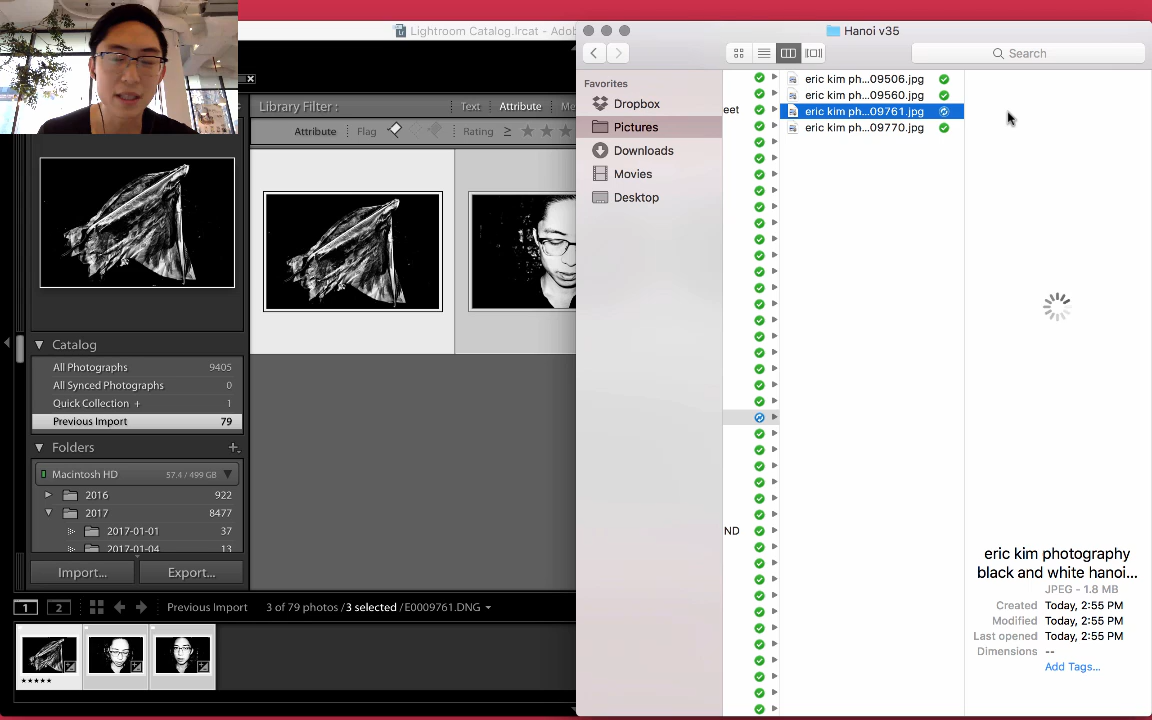 Lightroom Catalog.lrcat - Adob
Library Filter :
Text
Attribute
Me
Attribute
Flag
Rating
≥
Catalog
All Photographs 9405
All Synced Photographs 0
Quick Collection + 1
Previous Import 79
Folders +
Macintosh HD 57.4 / 499 GB
2016 922
2017 8477
2017-01-01 37
2017-01-04 13
Import...
Export...
1
2
Previous Import
3 of 79 photos / 3 selected / E0009761.DNG
Hanoi v35
Search
Favorites
Dropbox
Pictures
Downloads
Movies
Desktop
eet
ND
eric kim ph...09506.jpg
eric kim ph...09560.jpg
eric kim ph...09761.jpg
eric kim ph...09770.jpg
eric kim photography
black and white hanoi...
JPEG - 1.8 MB
Created Today, 2:55 PM
Modified Today, 2:55 PM
Last opened Today, 2:55 PM
Dimensions --
Add Tags...